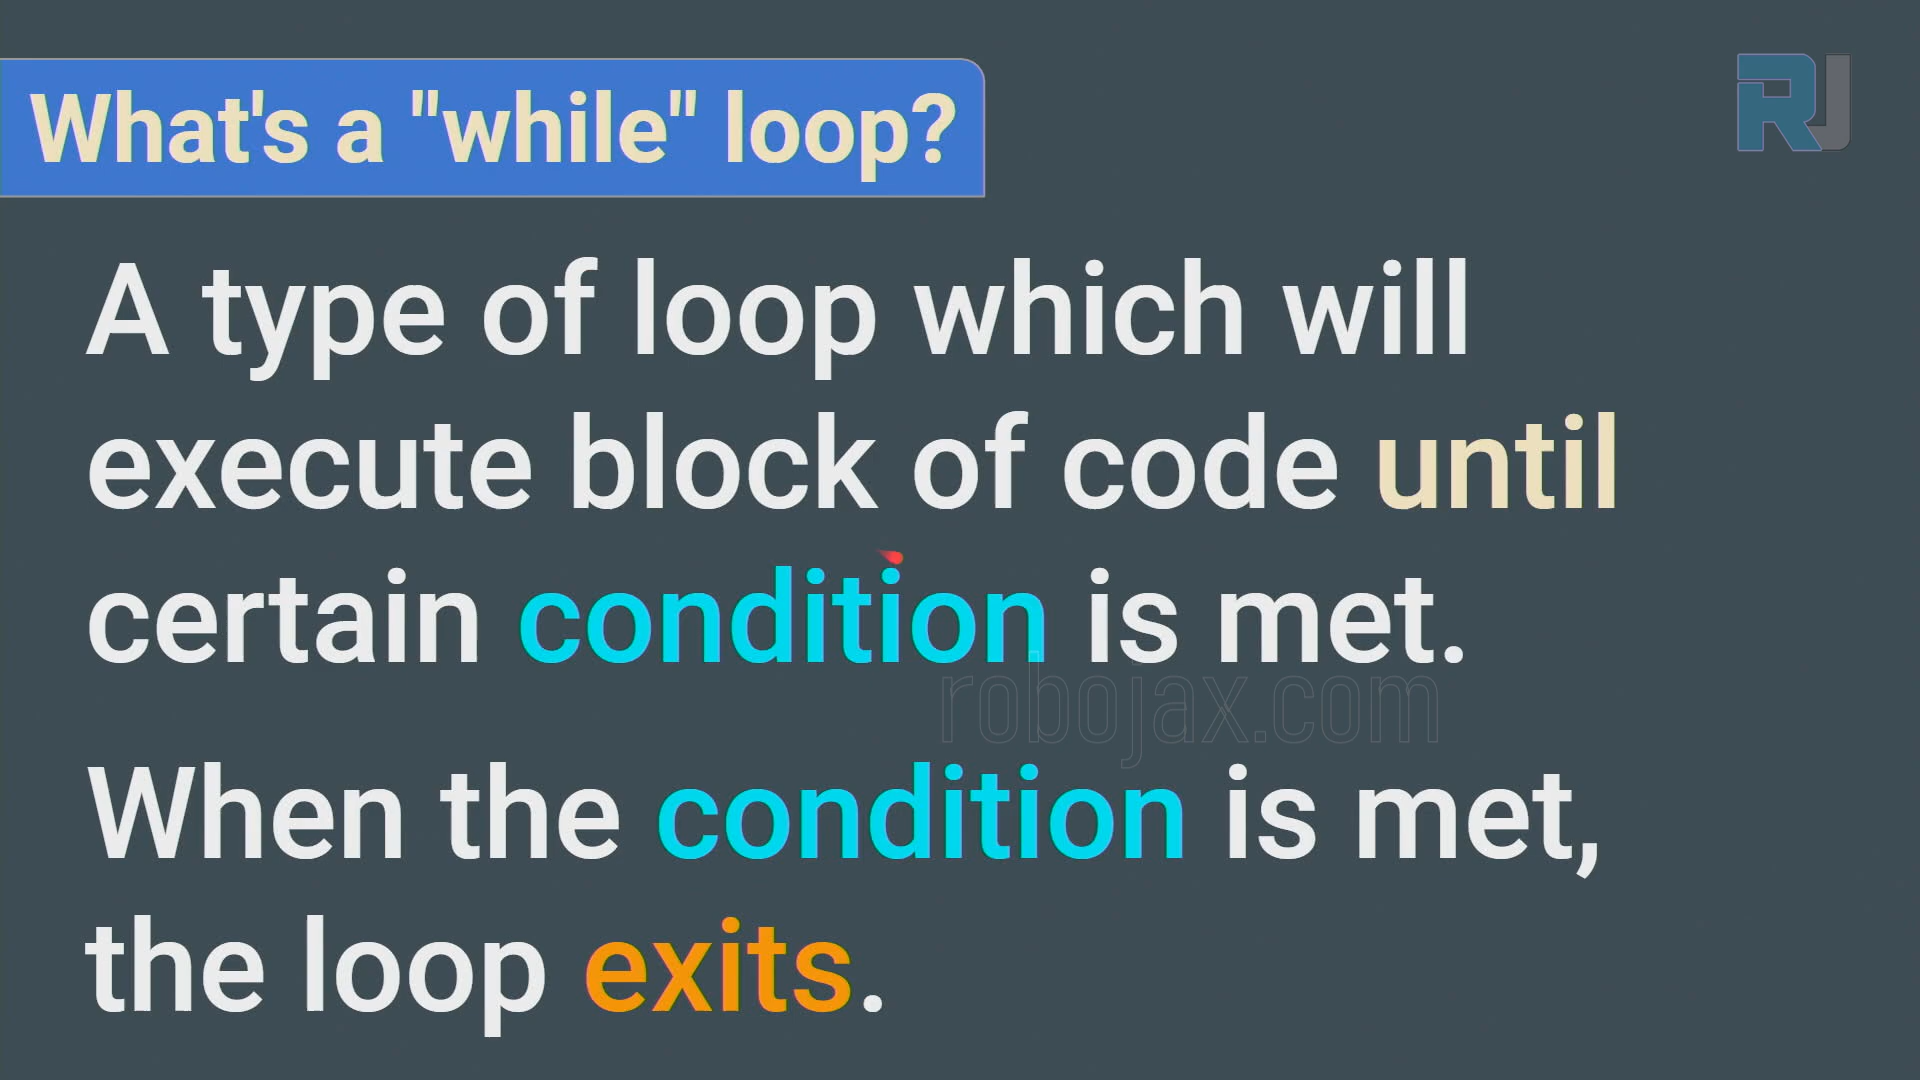 What's a "while" loop?
RJ
A type of loop which will
execute block of code until
certain condition is met.
robojax.com
When the condition is met,
the loop exits.